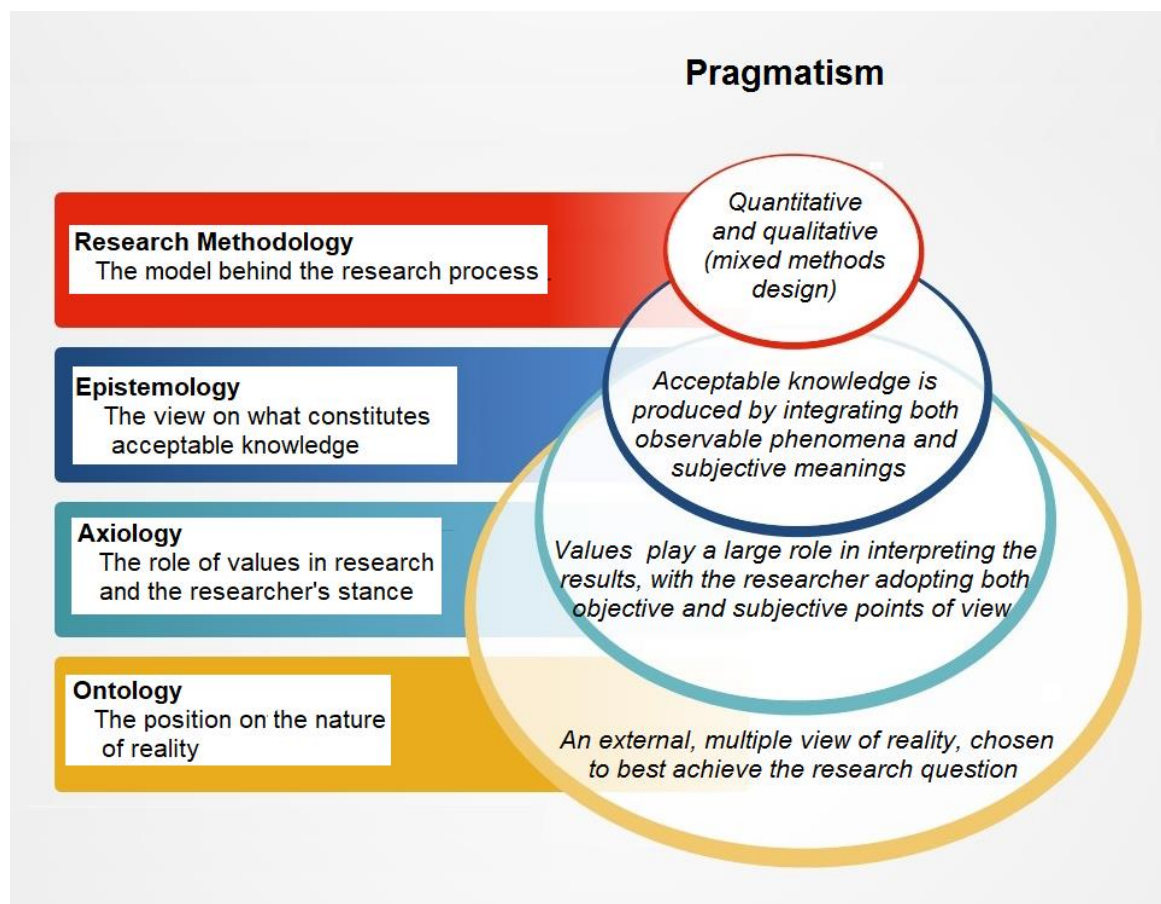 Pragmatism
Research Methodology
The model behind the research process
Quantitative
and qualitative
(mixed methods
design)
Epistemology
The view on what constitutes
acceptable knowledge
Acceptable knowledge is
produced by integrating both
observable phenomena and
subjective meanings
Axiology
The role of values in research
and the researcher's stance
Values play a large role in interpreting the
results, with the researcher adopting both
objective and subjective points of view
Ontology
The position on the nature
of reality
An external, multiple view of reality, chosen
to best achieve the research question